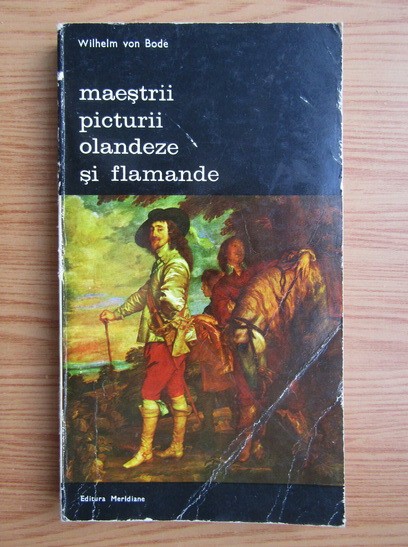 Wilhelm von Bode
maeştrii
picturii
olandeze
şi flamande
Editura Meridiane